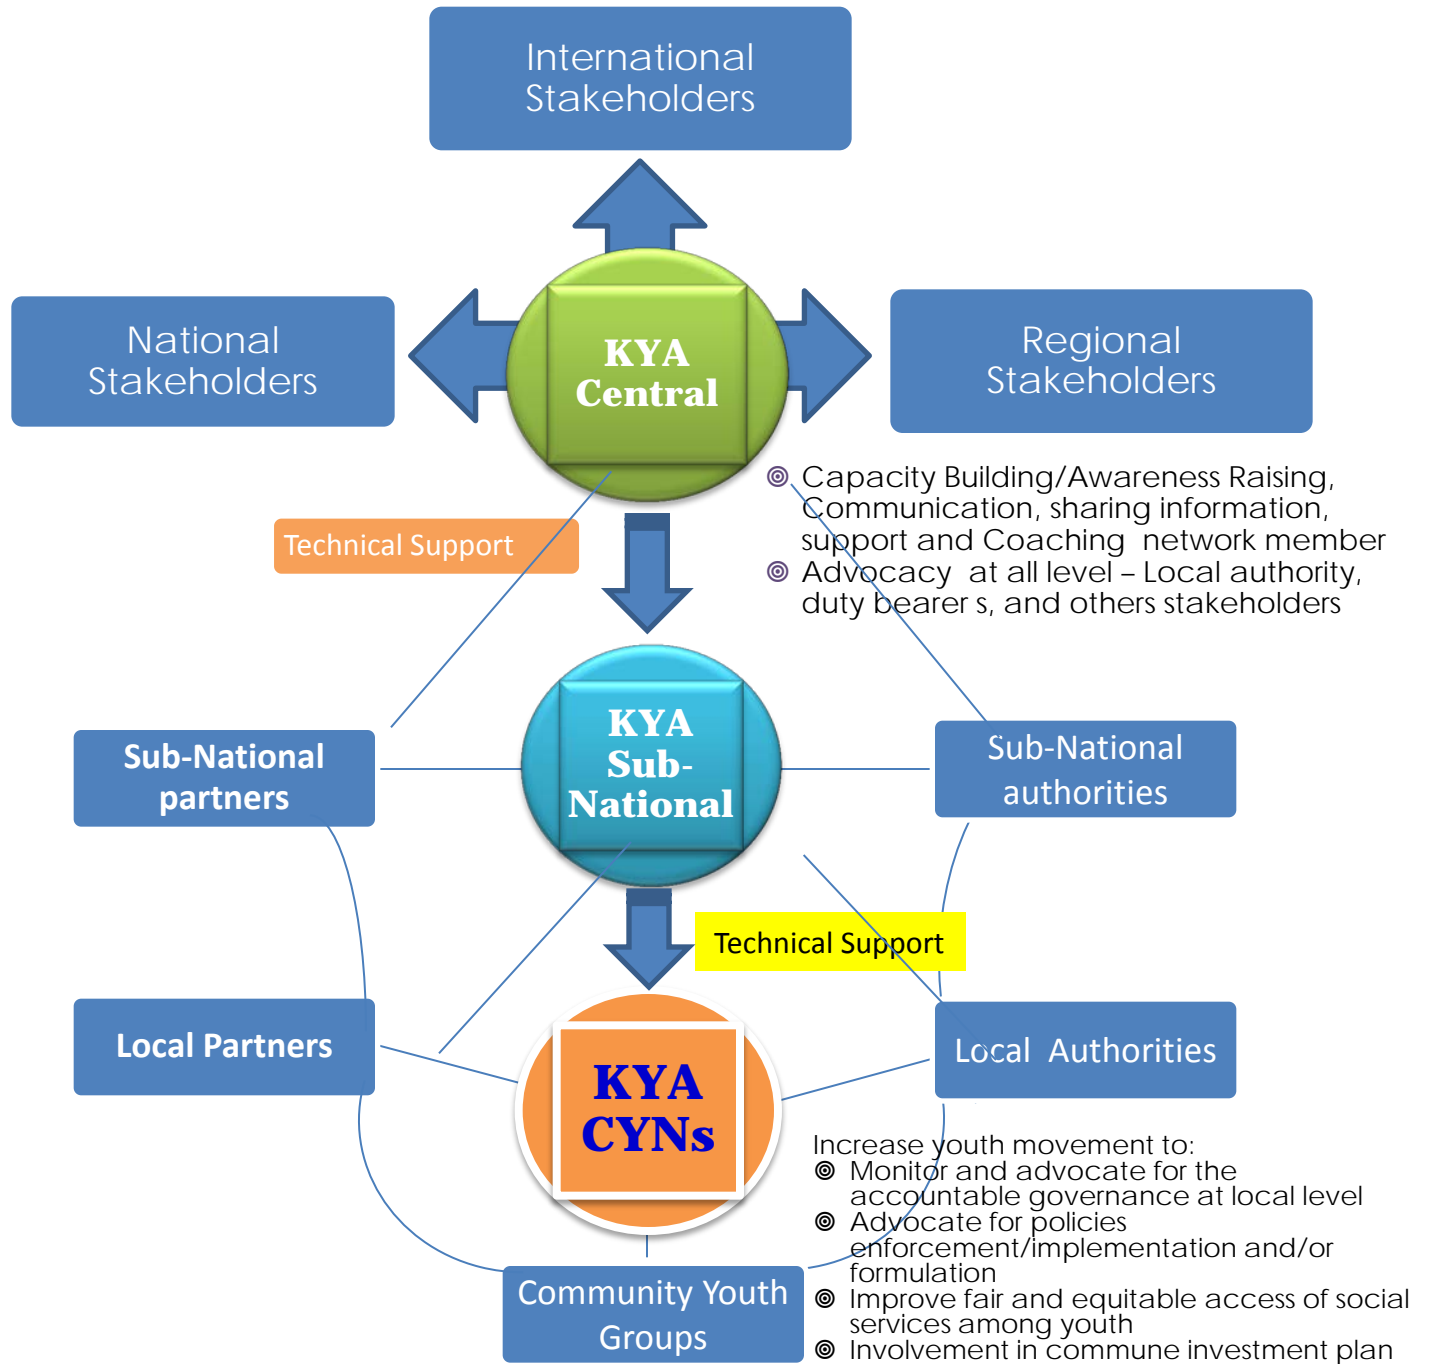 International
Stakeholders
National
Stakeholders
KYA
Central
Regional
Stakeholders
Capacity Building/Awareness Raising,
Communication, sharing information,
support and Coaching  network member
Advocacy  at all level – Local authority,
duty bearer s, and others stakeholders
Technical Support
Sub-National
partners
KYA
Sub-
National
Sub-National
authorities
Technical Support
Local Partners
KYA
CYNs
Local  Authorities
Increase youth movement to:
Monitor and advocate for the
accountable governance at local level
Advocate for policies
enforcement/implementation and/or
formulation
Improve fair and equitable access of social
services among youth
Involvement in commune investment plan
Community Youth
Groups